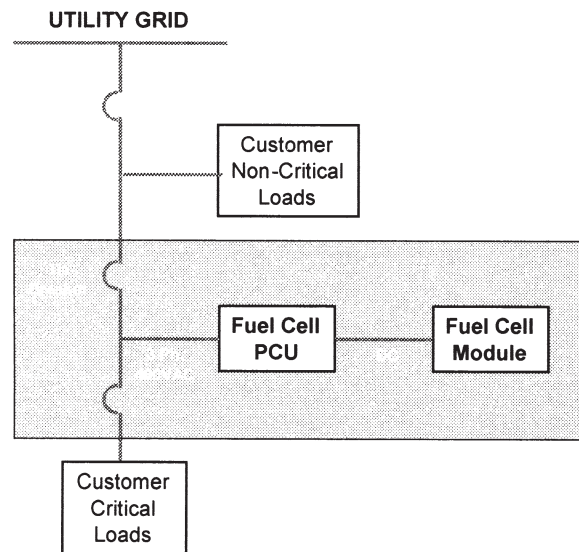 UTILITY GRID
Customer
Non-Critical
Loads
Fuel Cell
PCU
Fuel Cell
Module
Customer
Critical
Loads